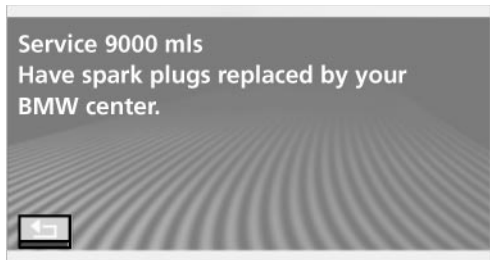 Service 9000 mls
Have spark plugs replaced by your
BMW center.